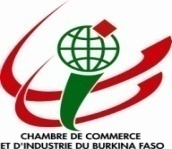 CHAMBRE DE COMMERCE
ET D'INDUSTRIE DU BURKINA FASO